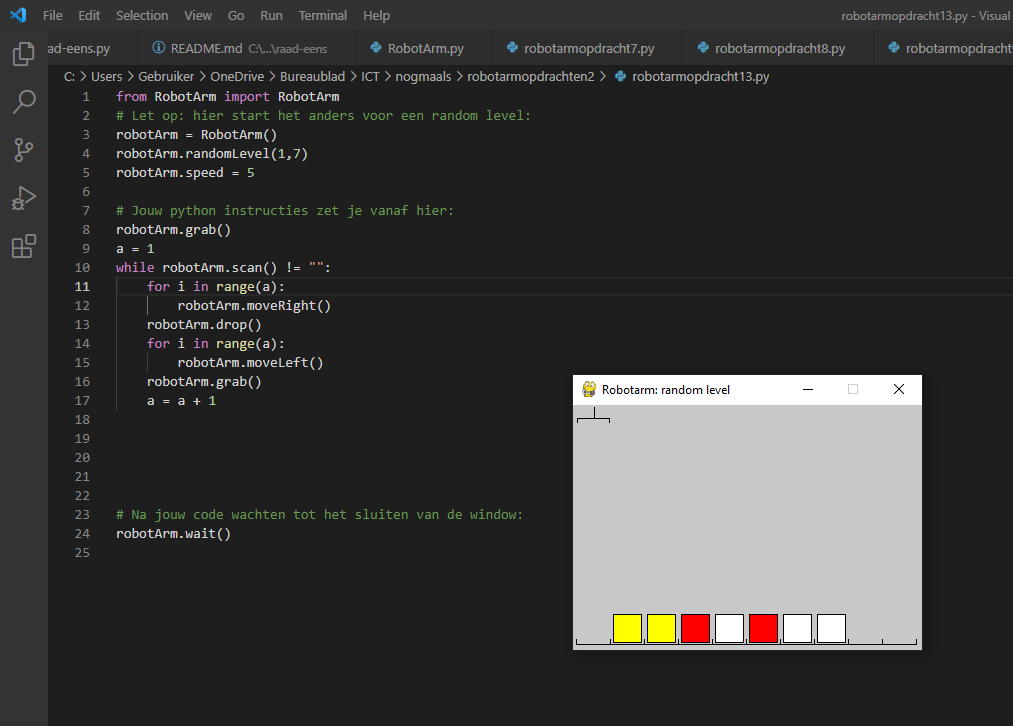 File Edit Selection View Go Run Terminal Help robotarmopdracht13.py - Visual
ad-eens.py README.md C:\...\raad-eens RobotArm.py robotarmopdracht7.py robotarmopdracht8.py robotarmopdracht
C: > Users > Gebruiker > OneDrive > Bureaublad > ICT > nogmaals > robotarmopdrachten2 > robotarmopdracht13.py
1 from RobotArm import RobotArm
2 # Let op: hier start het anders voor een random level:
3 robotArm = RobotArm()
4 robotArm.randomLevel(1,7)
5 robotArm.speed = 5
6
7 # Jouw python instructies zet je vanaf hier:
8 robotArm.grab()
9 a = 1
10 while robotArm.scan() != "":
11     for i in range(a):
12         robotArm.moveRight()
13     robotArm.drop()
14     for i in range(a):
15         robotArm.moveLeft()
16     robotArm.grab()
17     a = a + 1
18
19
20
21
22
23 # Na jouw code wachten tot het sluiten van de window:
24 robotArm.wait()
25
Robotarm: random level